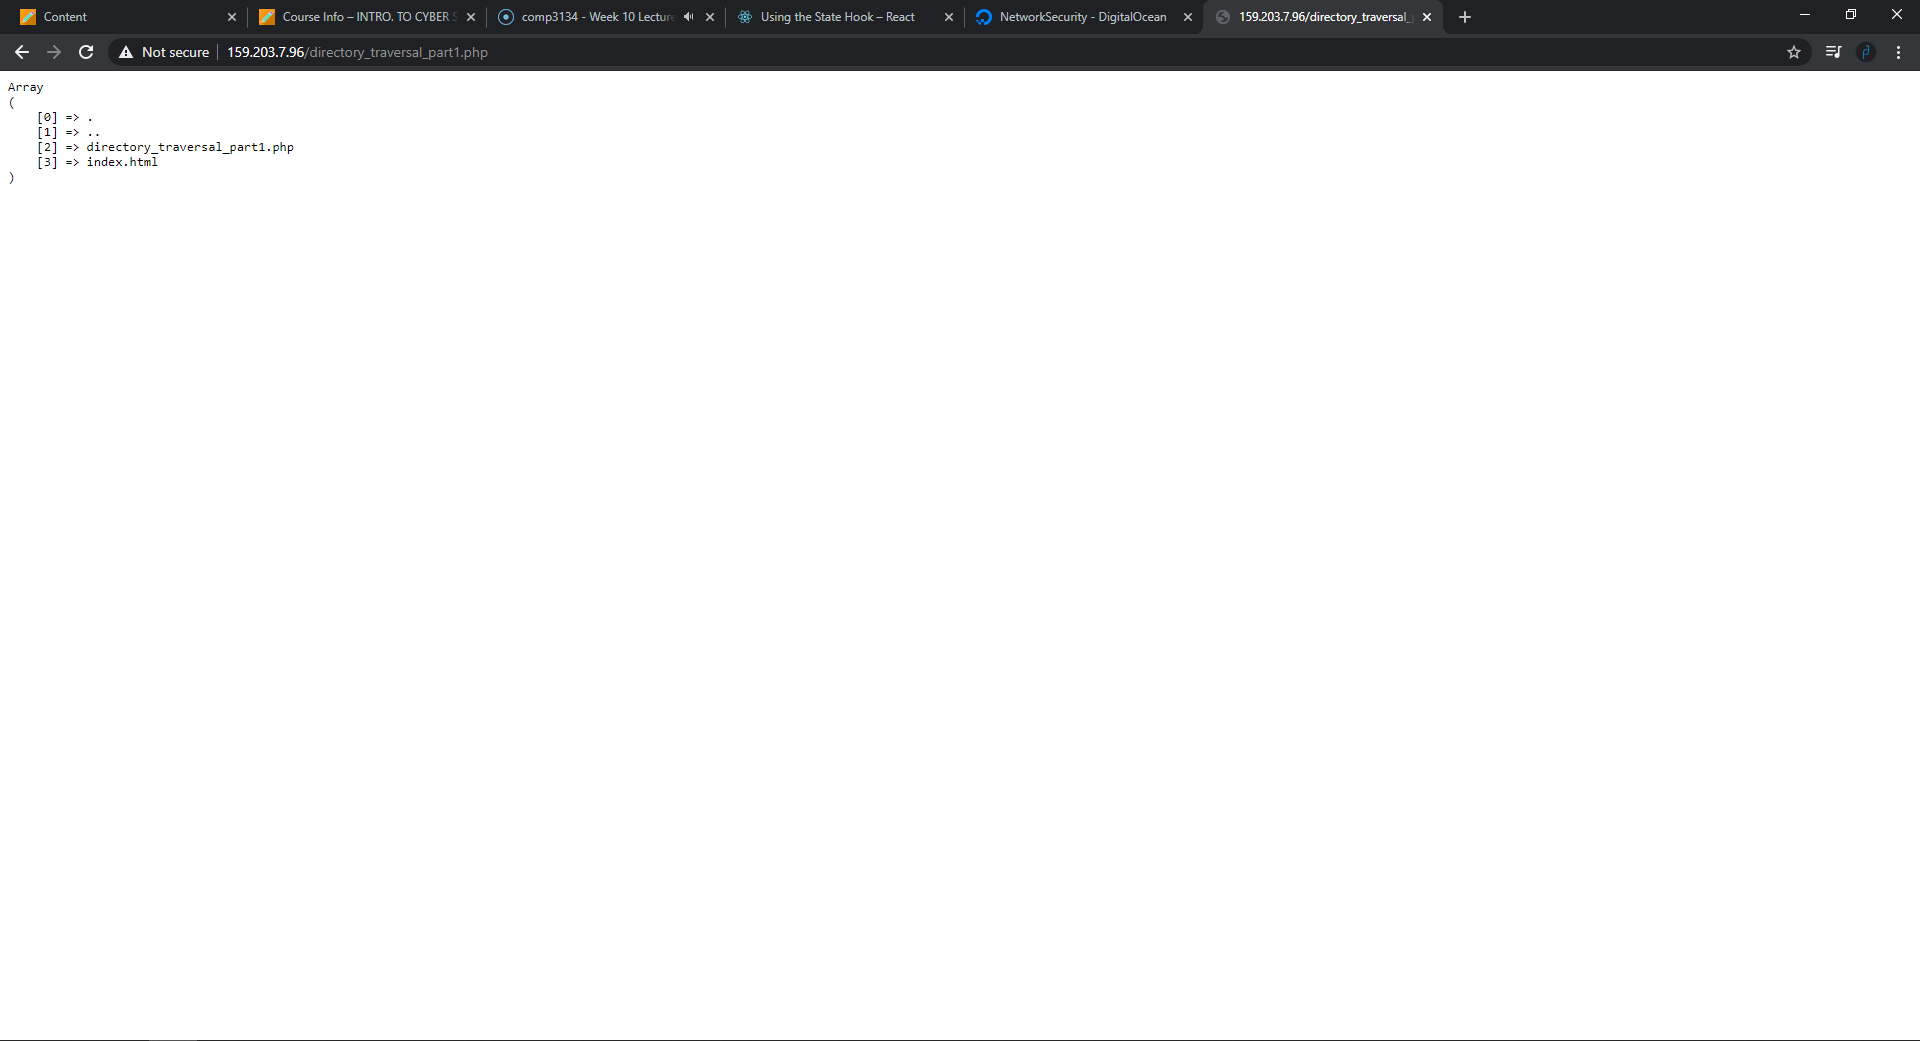 Content
Course Info – INTRO. TO CYBER S
comp3134 - Week 10 Lecture
Using the State Hook – React
NetworkSecurity - DigitalOcean
159.203.7.96/directory_traversal_
Not secure
159.203.7.96/directory_traversal_part1.php
Array
(
    [0] => .
    [1] => ..
    [2] => directory_traversal_part1.php
    [3] => index.html
)